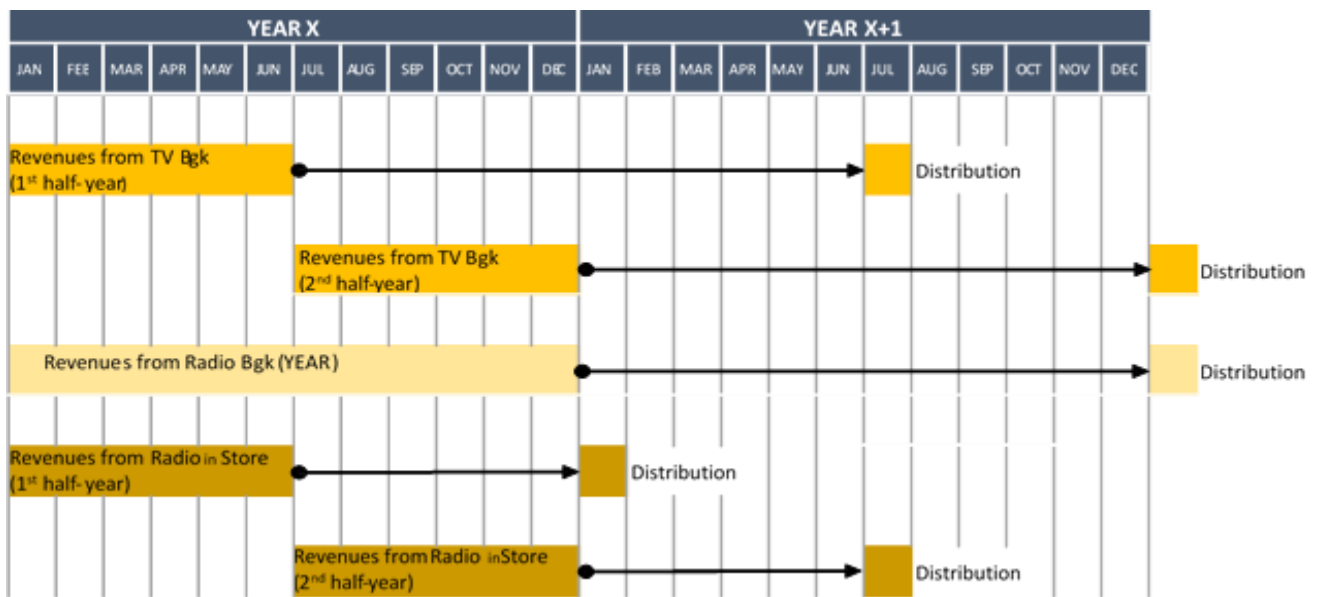 YEAR X YEAR X+1
JAN FEE MAR APR MAY JUN JUL AUG SEP OCT NOV DEC JAN FEB MAR APR MAY JUN JUL AUG SEP OCT NOV DEC
Revenues from TV Bgk
(1st half-year)
Distribution
Revenues from TV Bgk
(2nd half-year)
Distribution
Revenues from Radio Bgk (YEAR)
Distribution
Revenues from Radio in Store
(1st half-year)
Distribution
Revenues from Radio in Store
(2nd half-year)
Distribution